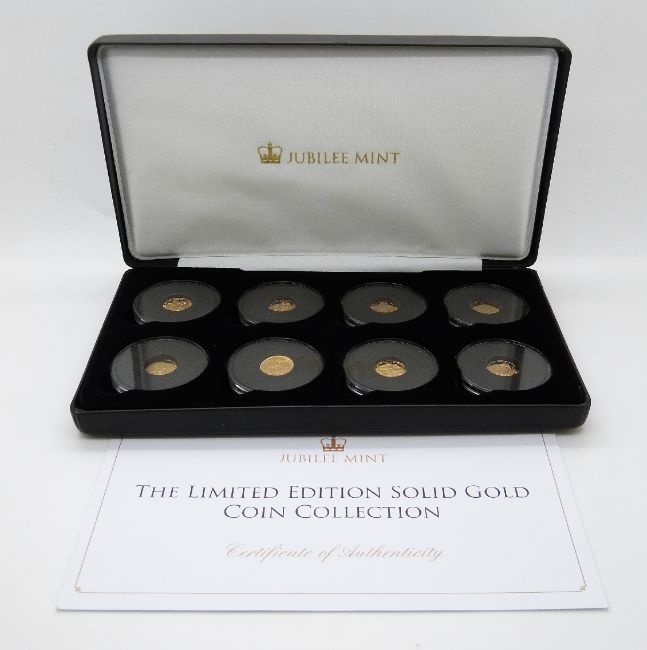 JUBILEE MINT
JUBILEE MINT
THE LIMITED EDITION SOLID GOLD
COIN COLLECTION
Certificate of Authenticity